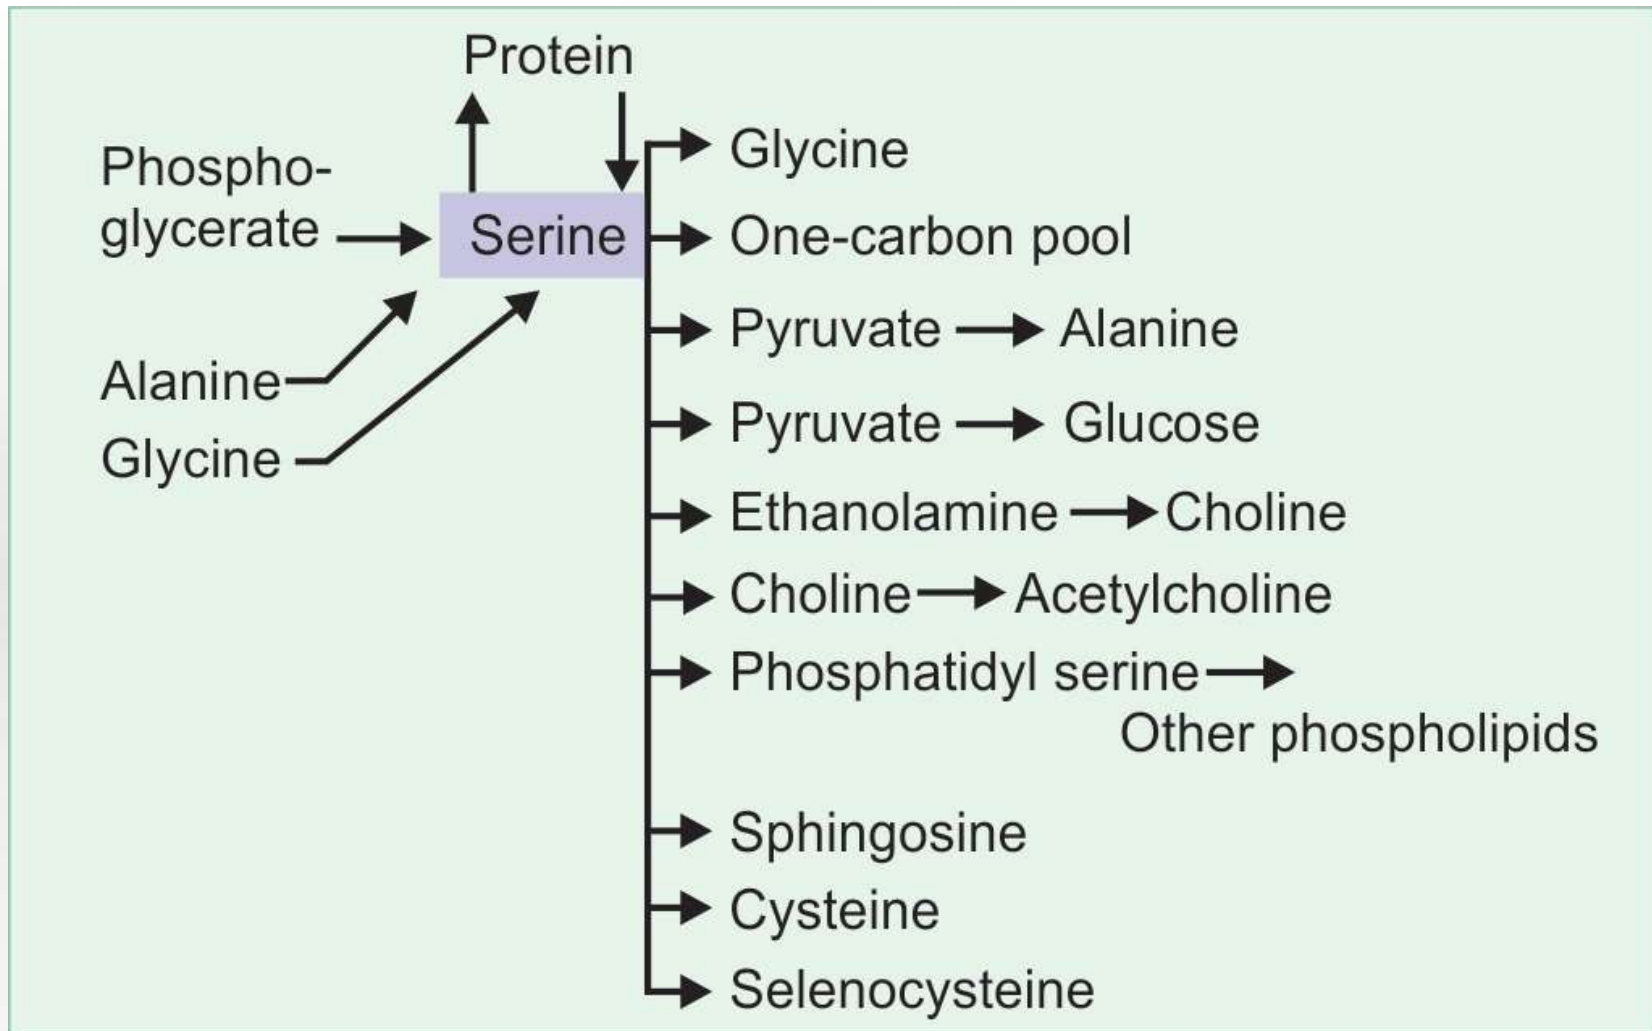 Protein
Phospho-
glycerate
Serine
Alanine
Glycine
Glycine
One-carbon pool
Pyruvate Alanine
Pyruvate Glucose
Ethanolamine Choline
Choline Acetylcholine
Phosphatidyl serine
Other phospholipids
Sphingosine
Cysteine
Selenocysteine